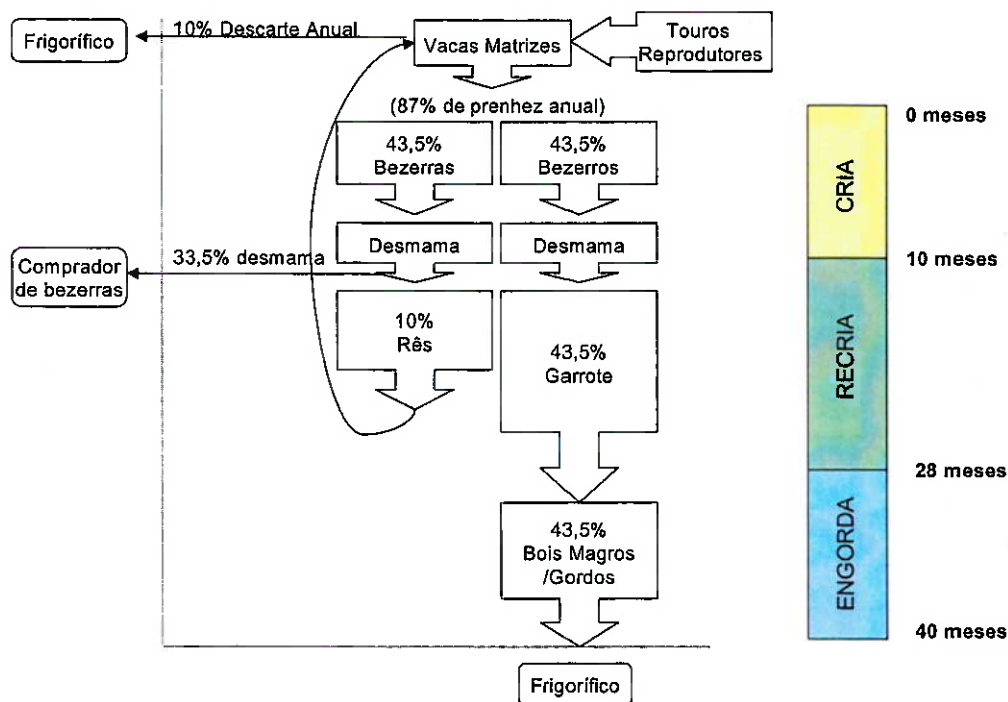 Frigorífico
10% Descarte Anual
Vacas Matrizes
Touros
Reprodutores
(87% de prenhez anual)
43,5%
Bezerras
43,5%
Bezerros
Desmama
Desmama
33,5% desmama
Comprador
de bezerras
10%
Rês
43,5%
Garrote
43,5%
Bois Magros
/Gordos
Frigorífico
0 meses
CRIA
10 meses
RECRIA
28 meses
ENGORDA
40 meses